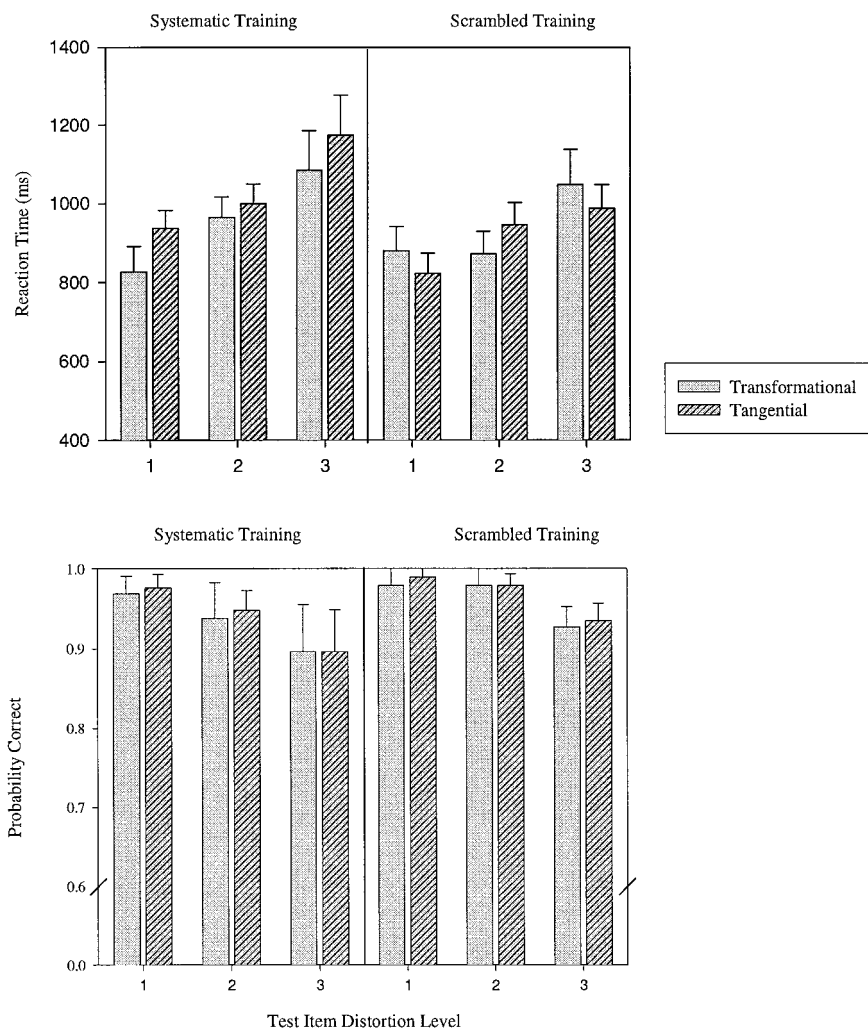 Systematic Training Scrambled Training
1400
1200
1000
800
600
400
Reaction Time (ms)
1 2 3 1 2 3
Transformational
Tangential
Systematic Training Scrambled Training
1.0
0.9
0.8
0.7
0.6
0.0
Probability Correct
1 2 3 1 2 3
Test Item Distortion Level